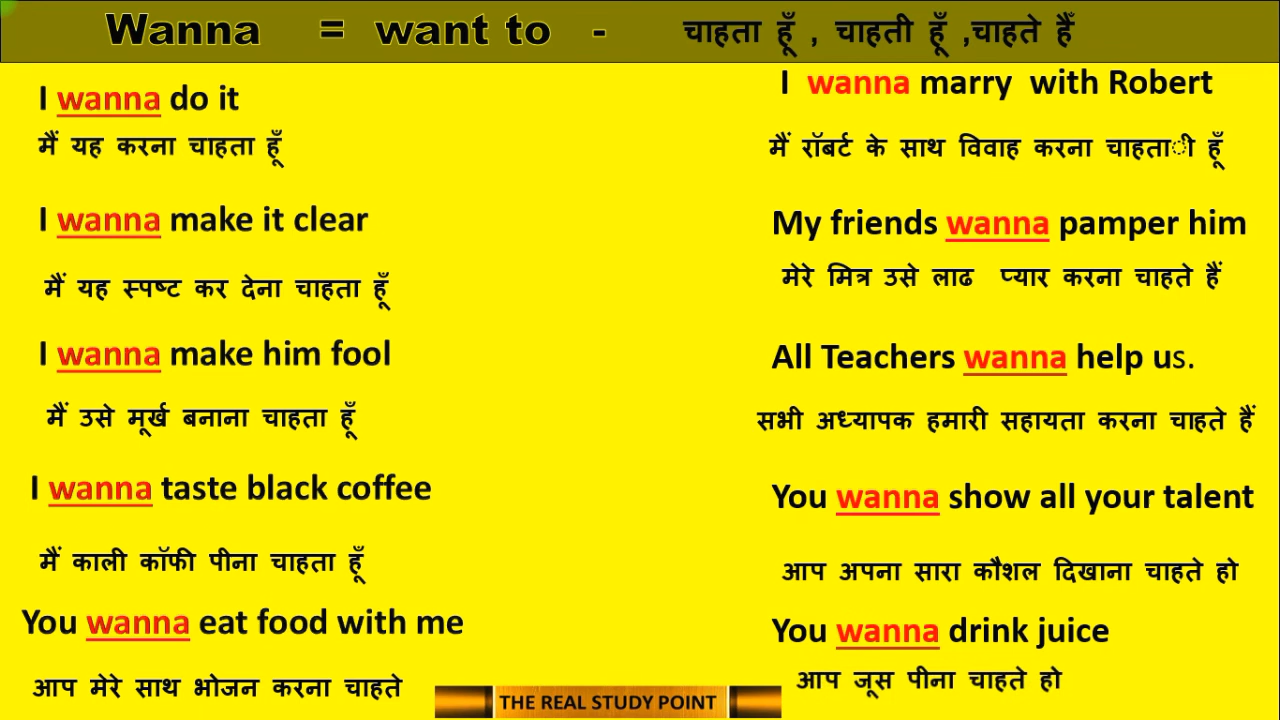 Wanna = want to - चाहता हूँ , चाहती हूँ ,चाहते हैँ
I wanna do it
मैं यह करना चाहता हूँ
I wanna make it clear
मैं यह स्पष्ट कर देना चाहता हूँ
I wanna make him fool
मैं उसे मूर्ख बनाना चाहता हूँ
I wanna taste black coffee
मैं काली कॉफी पीना चाहता हूँ
You wanna eat food with me
आप मेरे साथ भोजन करना चाहते
I wanna marry with Robert
मैं रॉबर्ट के साथ विवाह करना चाहताी हूँ
My friends wanna pamper him
मेरे मित्र उसे लाढ प्यार करना चाहते हैं
All Teachers wanna help us.
सभी अध्यापक हमारी सहायता करना चाहते हैं
You wanna show all your talent
आप अपना सारा कौशल दिखाना चाहते हो
You wanna drink juice
आप जूस पीना चाहते हो
THE REAL STUDY POINT